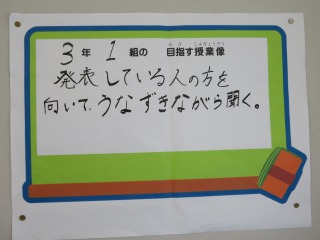 3年 1 組の 目指す授業像
発表している人の方を
向いて、うなずきながら聞く。